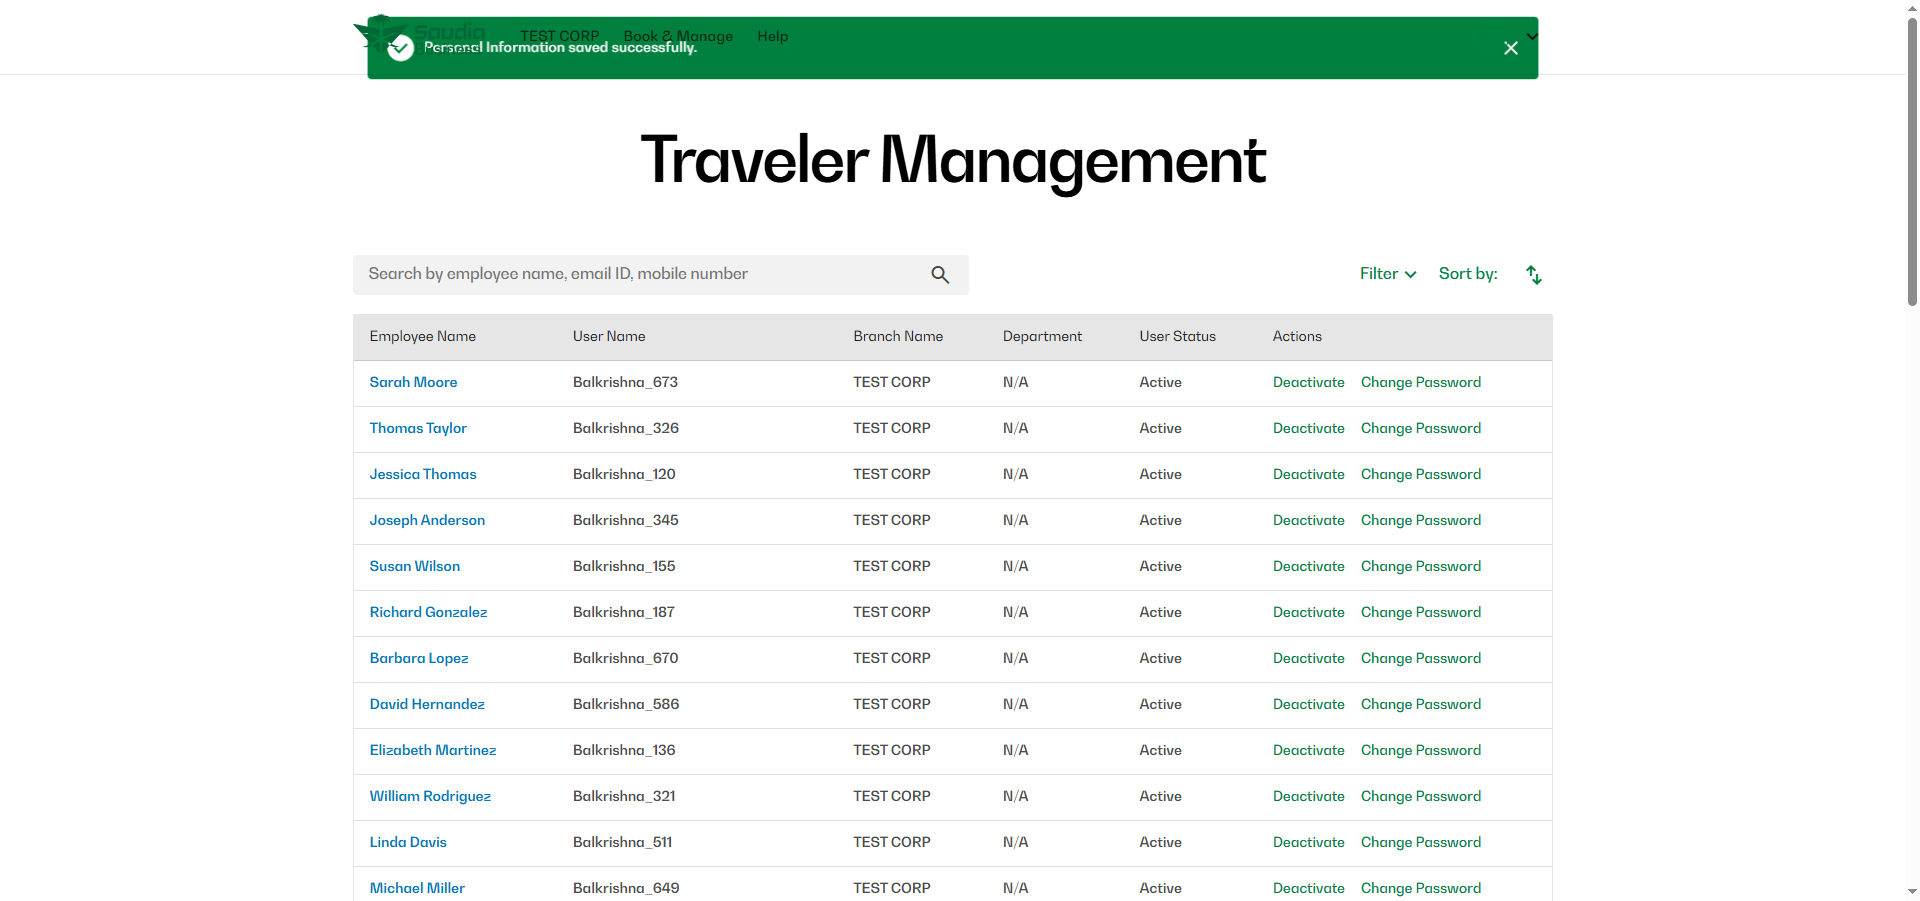 Saudia
TEST CORP Book & Manage Help
Personal Information saved successfully.
Traveler Management
Search by employee name, email ID, mobile number
Filter Sort by:
Employee Name User Name Branch Name Department User Status Actions
Sarah Moore Balkrishna_673 TEST CORP N/A Active Deactivate Change Password
Thomas Taylor Balkrishna_326 TEST CORP N/A Active Deactivate Change Password
Jessica Thomas Balkrishna_120 TEST CORP N/A Active Deactivate Change Password
Joseph Anderson Balkrishna_345 TEST CORP N/A Active Deactivate Change Password
Susan Wilson Balkrishna_155 TEST CORP N/A Active Deactivate Change Password
Richard Gonzalez Balkrishna_187 TEST CORP N/A Active Deactivate Change Password
Barbara Lopez Balkrishna_670 TEST CORP N/A Active Deactivate Change Password
David Hernandez Balkrishna_586 TEST CORP N/A Active Deactivate Change Password
Elizabeth Martinez Balkrishna_136 TEST CORP N/A Active Deactivate Change Password
William Rodriguez Balkrishna_321 TEST CORP N/A Active Deactivate Change Password
Linda Davis Balkrishna_511 TEST CORP N/A Active Deactivate Change Password
Michael Miller Balkrishna_649 TEST CORP N/A Active Deactivate Change Password